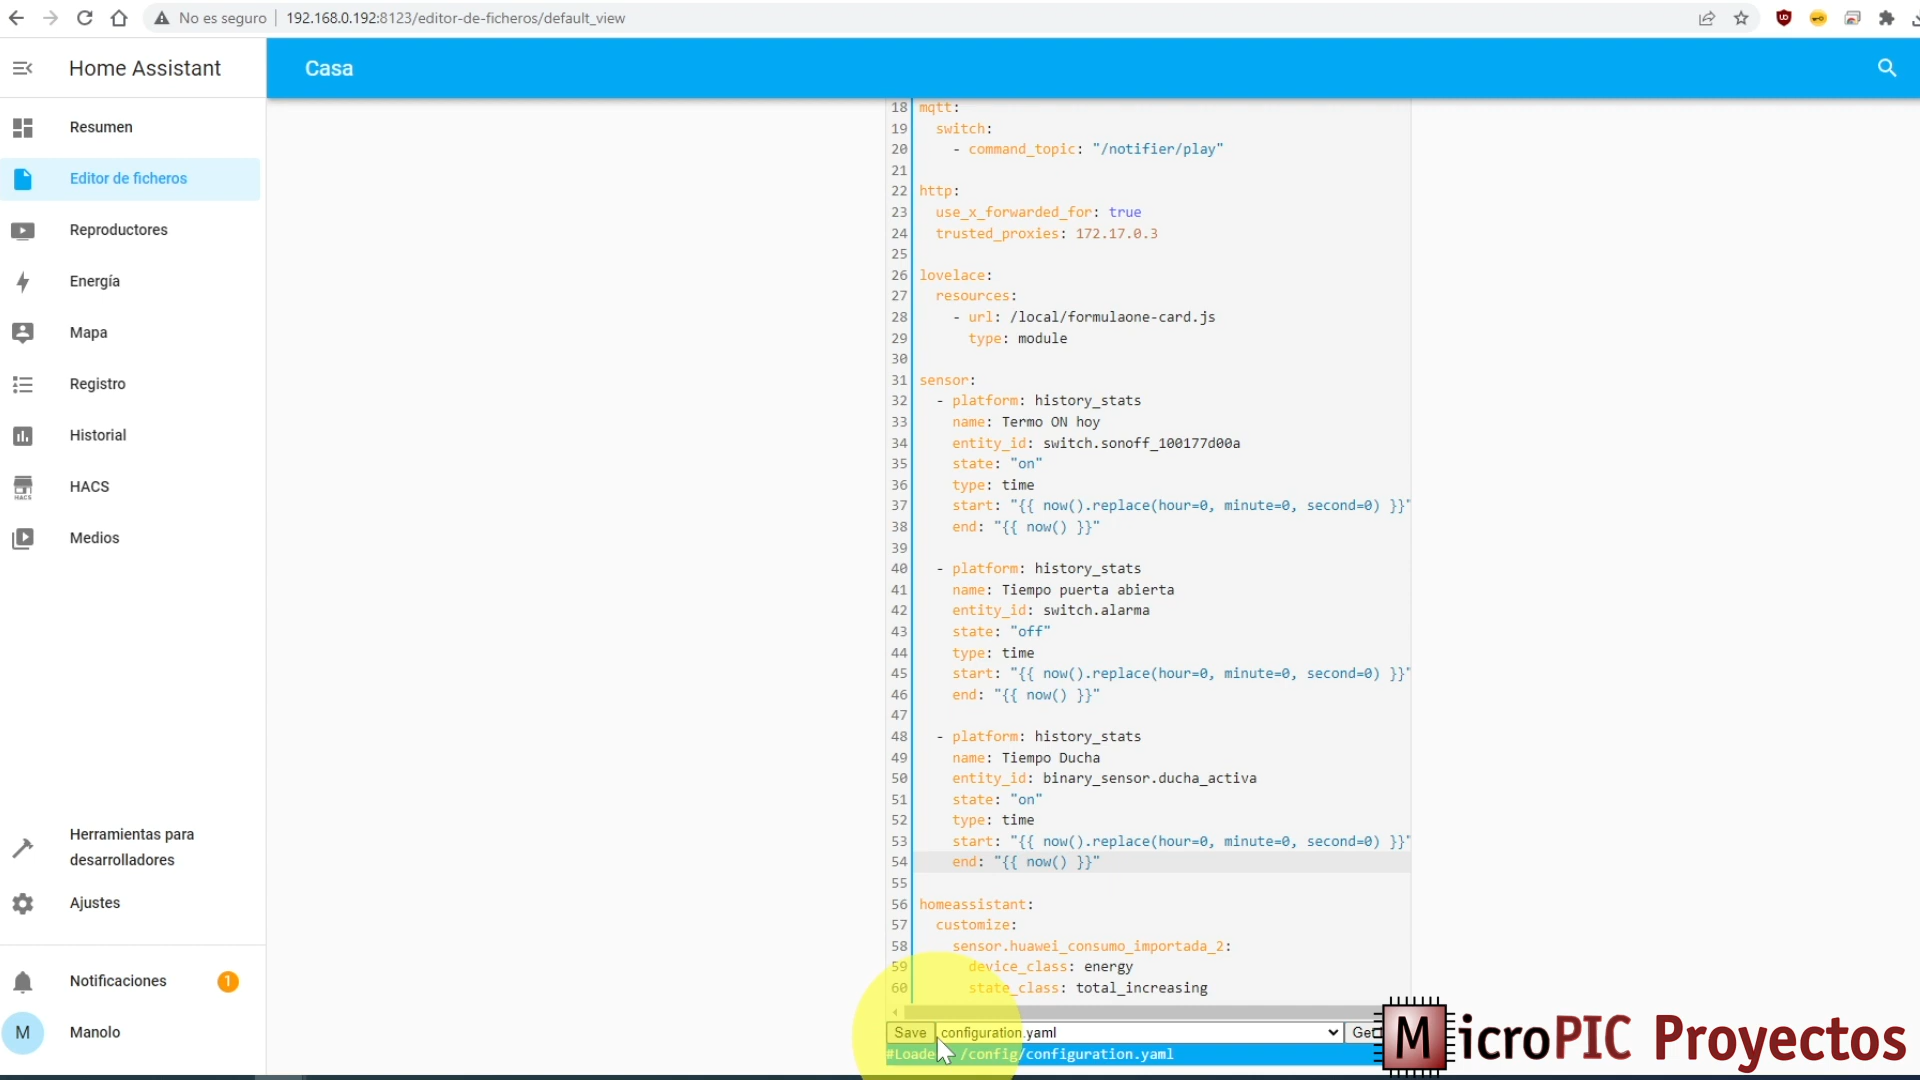 No es seguro
192.168.0.192:8123/editor-de-ficheros/default_view
Home Assistant
Casa
Resumen
Editor de ficheros
Reproductores
Energía
Mapa
Registro
Historial
HACS
HACS
Medios
Herramientas para
desarrolladores
Ajustes
Notificaciones
1
M
Manolo
18 mqtt:
19 switch:
20 - command_topic: "/notifier/play"
21
22 http:
23 use_x_forwarded_for: true
24 trusted_proxies: 172.17.0.3
25
26 lovelace:
27 resources:
28 - url: /local/formulaone-card.js
29 type: module
30
31 sensor:
32 - platform: history_stats
33 name: Termo ON hoy
34 entity_id: switch.sonoff_100177d00a
35 state: "on"
36 type: time
37 start: "{{ now().replace(hour=0, minute=0, second=0) }}"
38 end: "{{ now() }}"
39
40 - platform: history_stats
41 name: Tiempo puerta abierta
42 entity_id: switch.alarma
43 state: "off"
44 type: time
45 start: "{{ now().replace(hour=0, minute=0, second=0) }}"
46 end: "{{ now() }}"
47
48 - platform: history_stats
49 name: Tiempo Ducha
50 entity_id: binary_sensor.ducha_activa
51 state: "on"
52 type: time
53 start: "{{ now().replace(hour=0, minute=0, second=0) }}"
54 end: "{{ now() }}"
55
56 homeassistant:
57 customize:
58 sensor.huawei_consumo_importada_2:
59 device_class: energy
60 state_class: total_increasing
Save configuration.yaml Get
/config/configuration.yaml
MicroPIC Proyectos